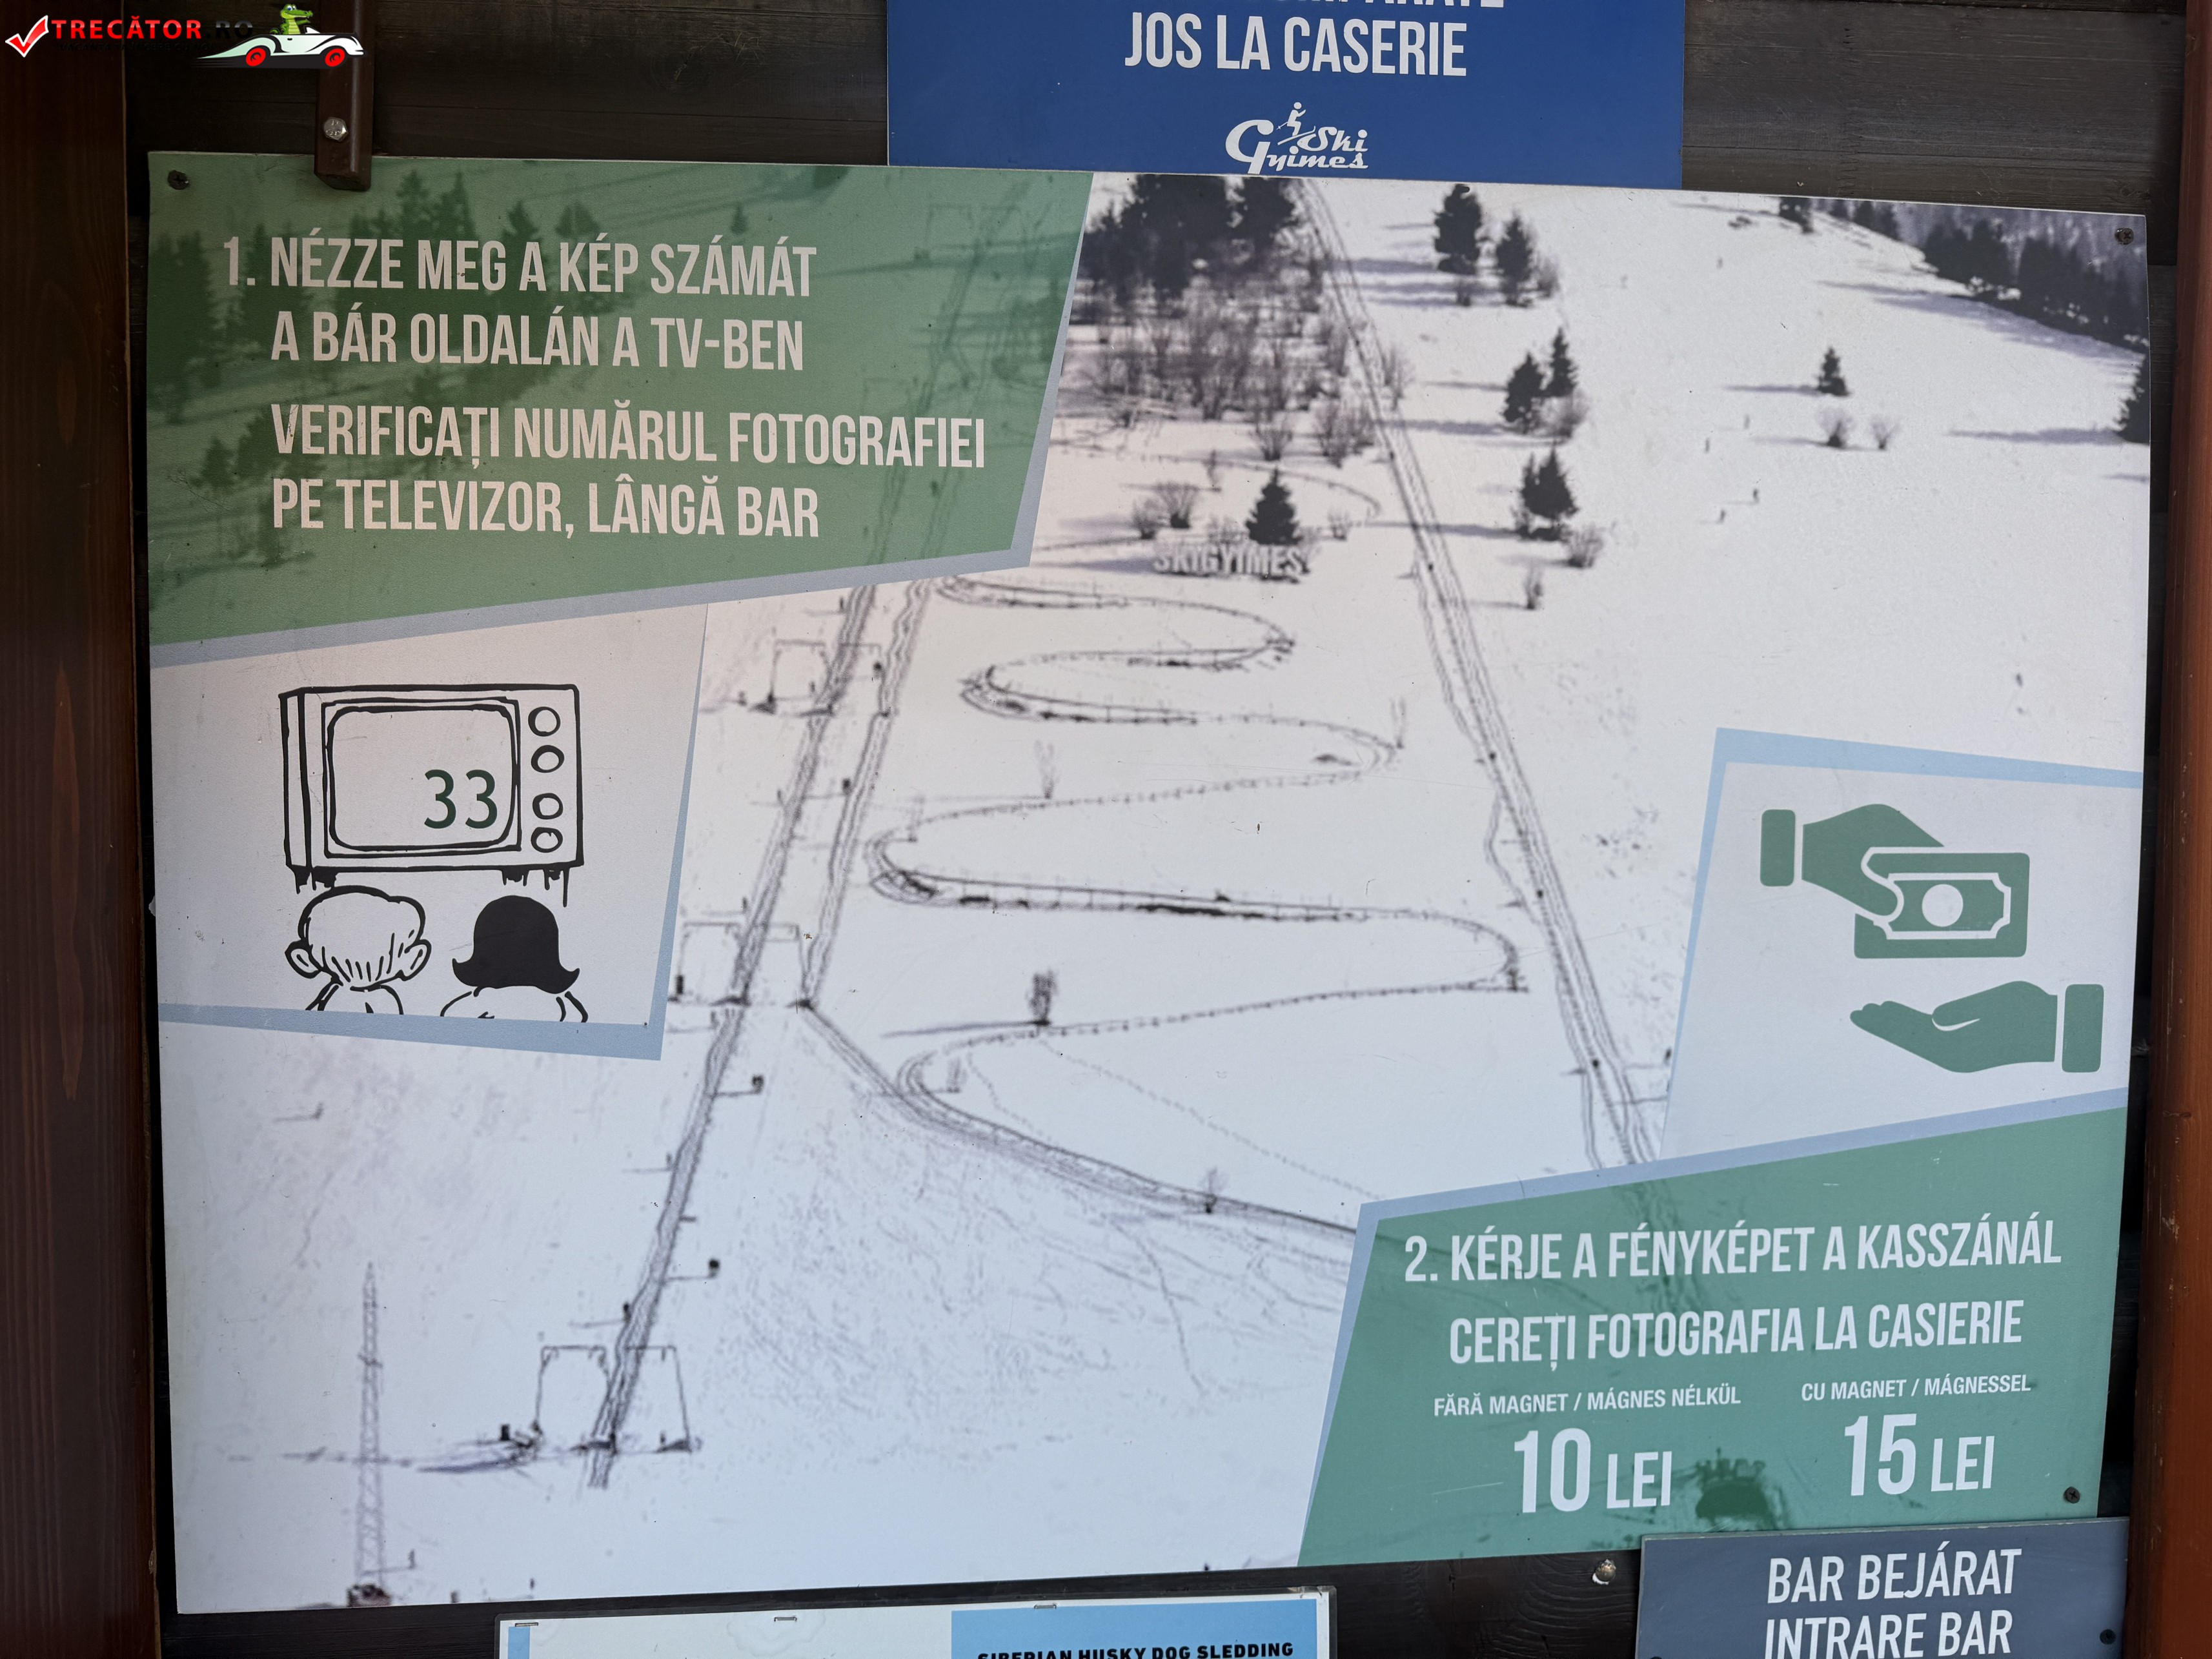 TRECĂTOR.RO
JOS LA CASERIE
Ski
Gyimes
1. NÉZZE MEG A KÉP SZÁMÁT
A BÁR OLDALÁN A TV-BEN
VERIFICAȚI NUMĂRUL FOTOGRAFIEI
PE TELEVIZOR, LÂNGĂ BAR
SKIGYIMES
33
2. KÉRJE A FÉNYKÉPET A KASSZÁNÁL
CEREȚI FOTOGRAFIA LA CASIERIE
FĂRĂ MAGNET / MÁGNES NÉLKÜL
10 LEI
CU MAGNET / MÁGNESSEL
15 LEI
BAR BEJÁRAT
INTRARE BAR
SIBERIAN HUSKY DOG SLEDDING